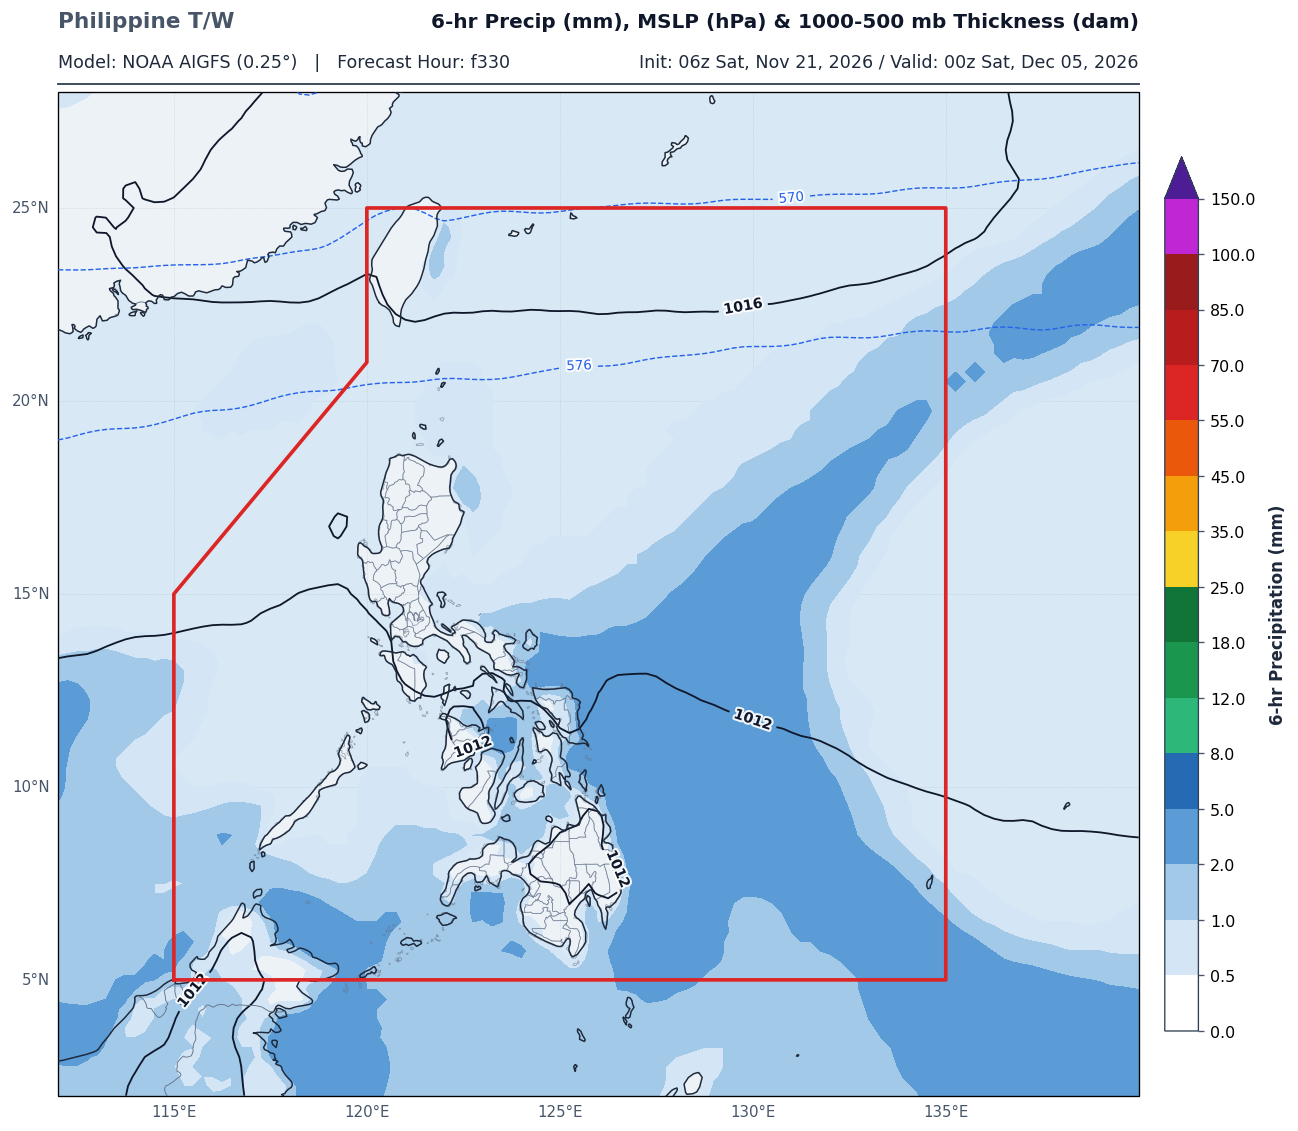 Philippine T/W
6-hr Precip (mm), MSLP (hPa) & 1000-500 mb Thickness (dam)
Model: NOAA AIGFS (0.25°) | Forecast Hour: f330
Init: 06z Sat, Nov 21, 2026 / Valid: 00z Sat, Dec 05, 2026
25°N
20°N
15°N
10°N
5°N
570
1016
576
1012
1012
1012
1012
115°E
120°E
125°E
130°E
135°E
150.0
100.0
85.0
70.0
55.0
45.0
35.0
25.0
18.0
12.0
8.0
5.0
2.0
1.0
0.5
0.0
6-hr Precipitation (mm)